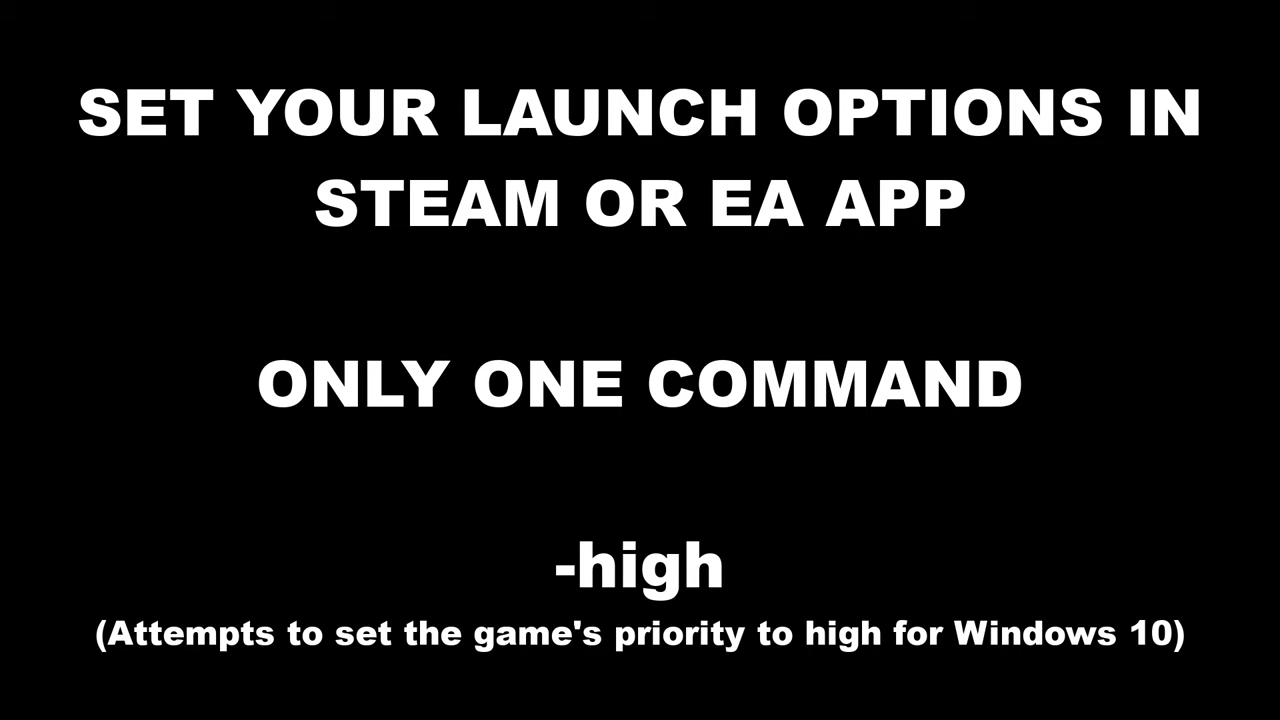 SET YOUR LAUNCH OPTIONS IN
STEAM OR EA APP
ONLY ONE COMMAND
-high
(Attempts to set the game's priority to high for Windows 10)